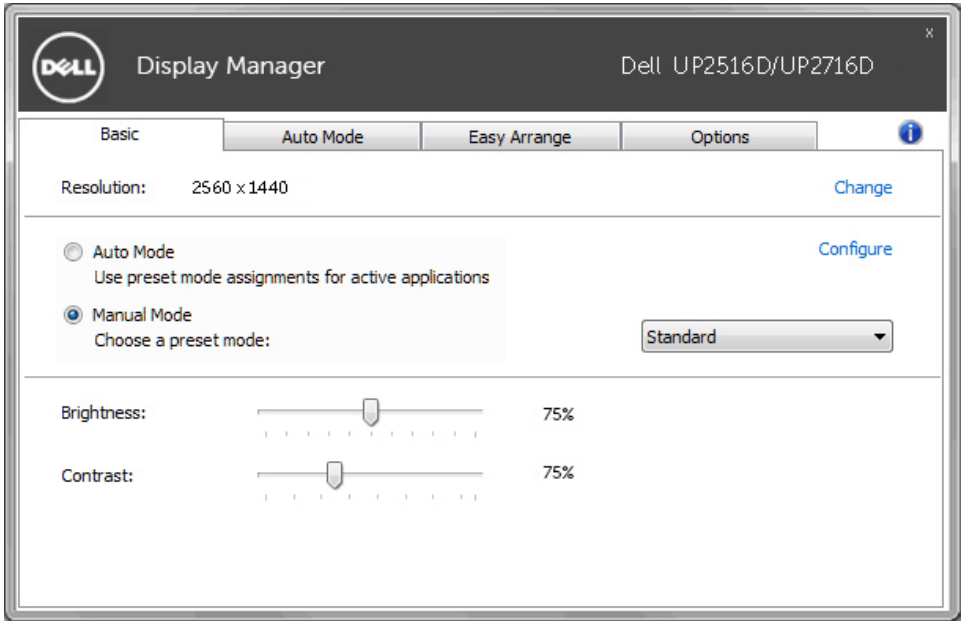 DELL
Display Manager
Dell UP2516D/UP2716D
x
Basic
Auto Mode
Easy Arrange
Options
i
Resolution: 2560 x 1440 Change
Auto Mode Configure
Use preset mode assignments for active applications
Manual Mode
Choose a preset mode: Standard
Brightness: 75%
Contrast: 75%